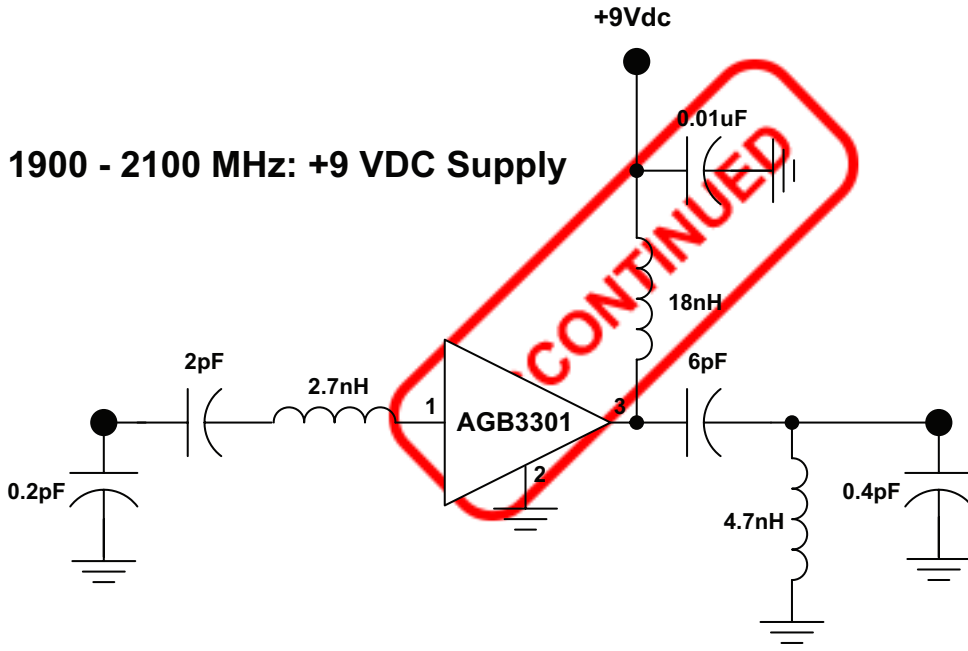 +9Vdc
0.01uF
1900 - 2100 MHz: +9 VDC Supply
CONTINUED
18nH
2pF
6pF
2.7nH
1
AGB3301
3
2
0.2pF
0.4pF
4.7nH